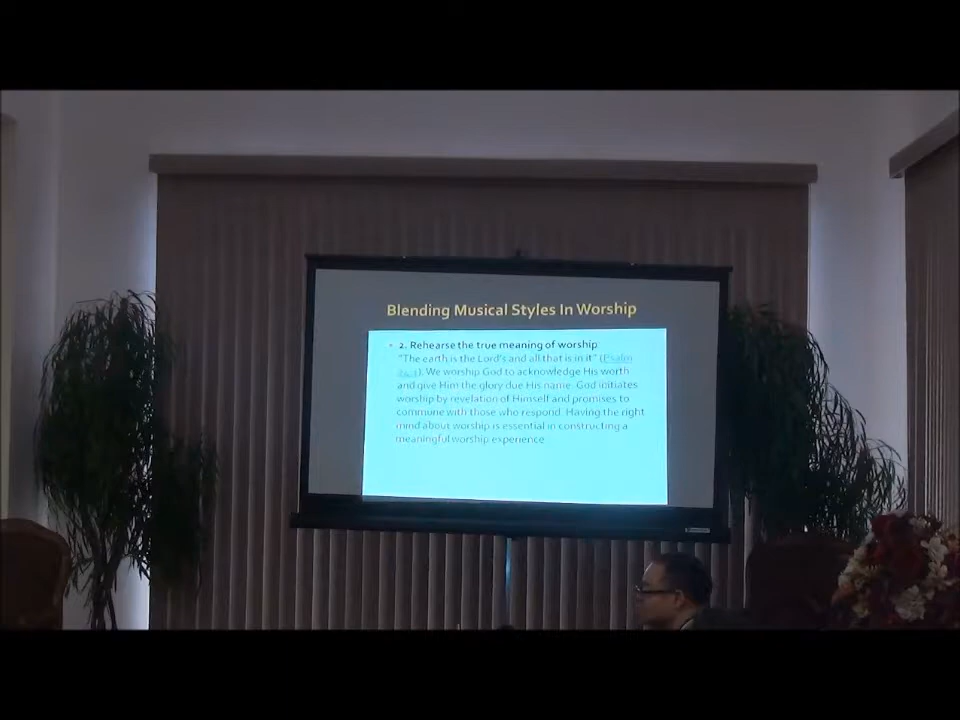 Blending Musical Styles In Worship
2. Rehearse the true meaning of worship
"The earth is the Lord's and all that is in it" (Psalm
We worship God to acknowledge His worth
and give Him the glory due His name. God initiates
worship by revelation of Himself and promises to
commune with those who respond. Having the right
mind about worship is essential in constructing a
meaningful worship experience